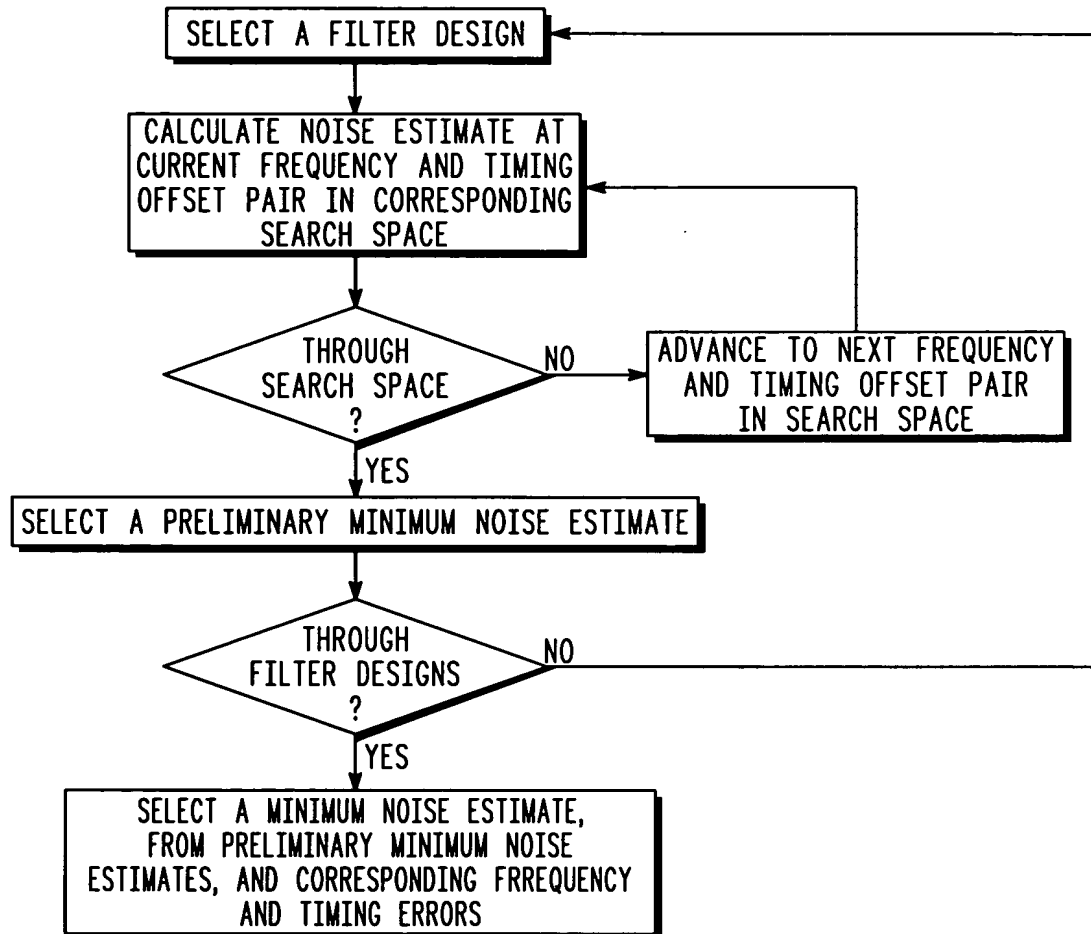 SELECT A FILTER DESIGN
CALCULATE NOISE ESTIMATE AT
CURRENT FREQUENCY AND TIMING
OFFSET PAIR IN CORRESPONDING
SEARCH SPACE
THROUGH
SEARCH SPACE
?
NO
ADVANCE TO NEXT FREQUENCY
AND TIMING OFFSET PAIR
IN SEARCH SPACE
YES
SELECT A PRELIMINARY MINIMUM NOISE ESTIMATE
THROUGH
FILTER DESIGNS
?
NO
YES
SELECT A MINIMUM NOISE ESTIMATE,
FROM PRELIMINARY MINIMUM NOISE
ESTIMATES, AND CORRESPONDING FRREQUENCY
AND TIMING ERRORS